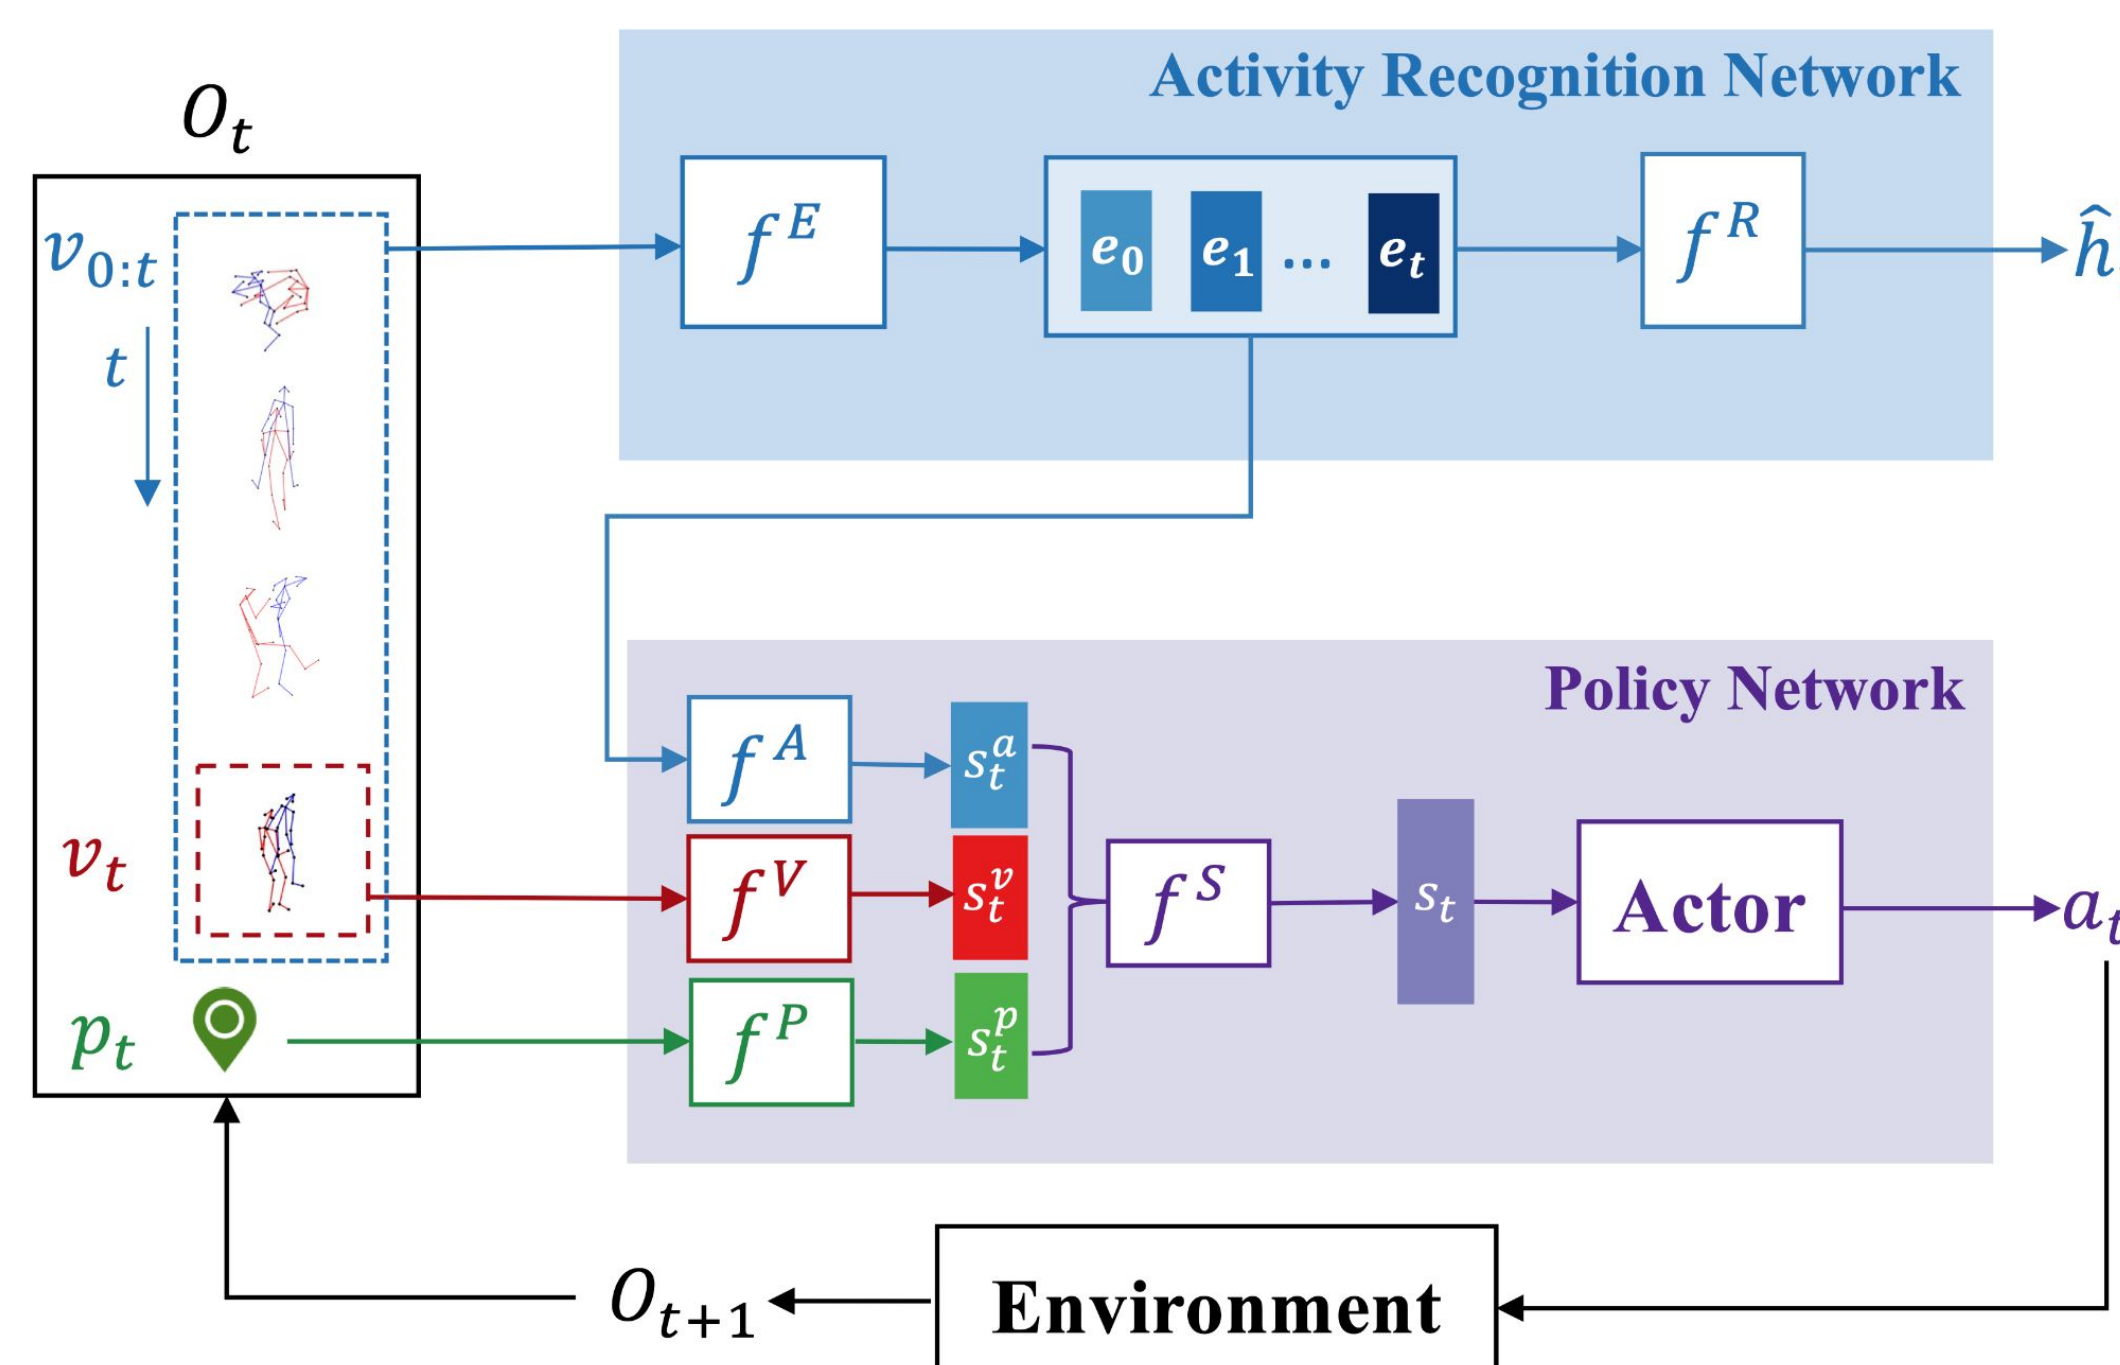 Activity Recognition Network
O_t
v_{0:t}
t
f^E
e_0 e_1 ... e_t
f^R
ĥ
Policy Network
f^A
s_t^a
v_t
f^V
s_t^v
f^S
s_t
Actor
a_t
p_t
f^P
s_t^p
O_{t+1}
Environment